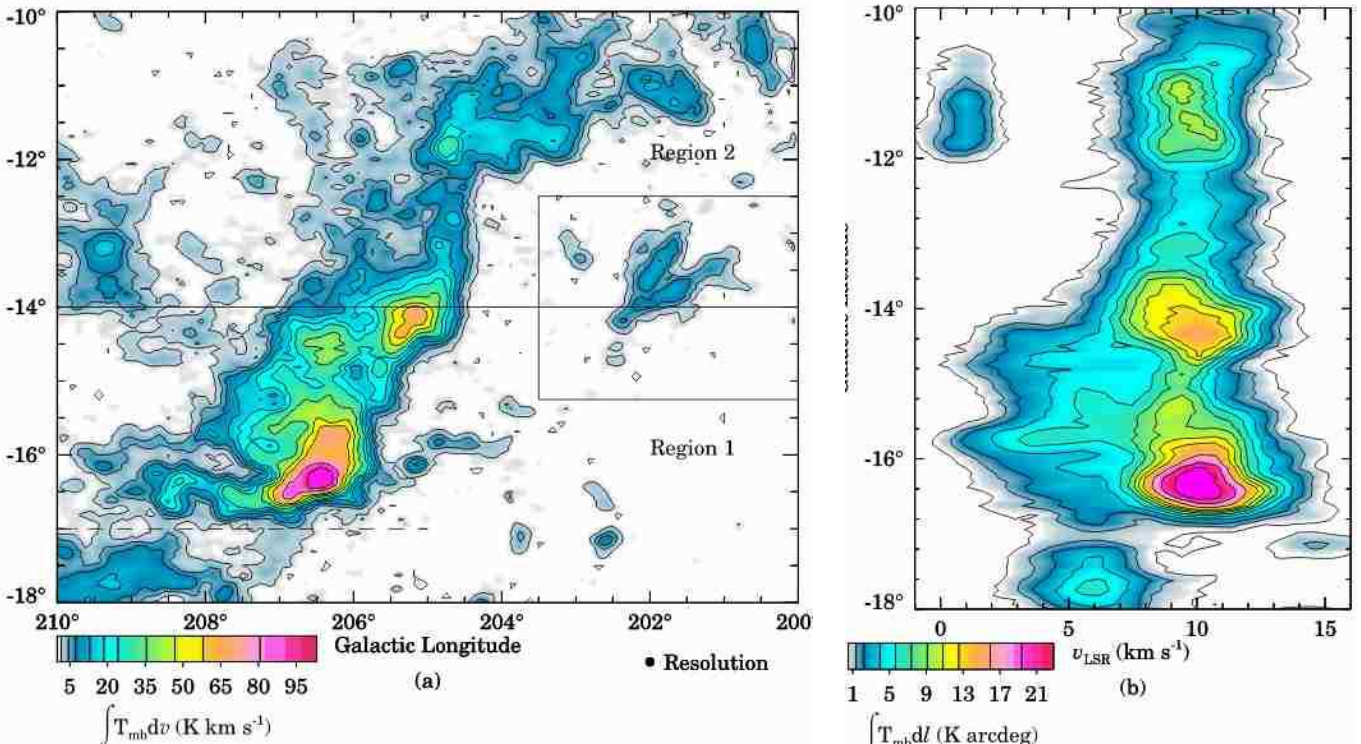 -10°
-12°
-14°
-16°
-18°
Region 2
Region 1
210°
208°
206°
204°
202°
200
Galactic Longitude
5 20 35 50 65 80 95
∫T_mb dv (K km s⁻¹)
(a)
● Resolution
-10°
-12°
-14°
-16°
-18°
0 5 10 15
v_LSR (km s⁻¹)
1 5 9 13 17 21
(b)
∫T_mb dl (K arcdeg)